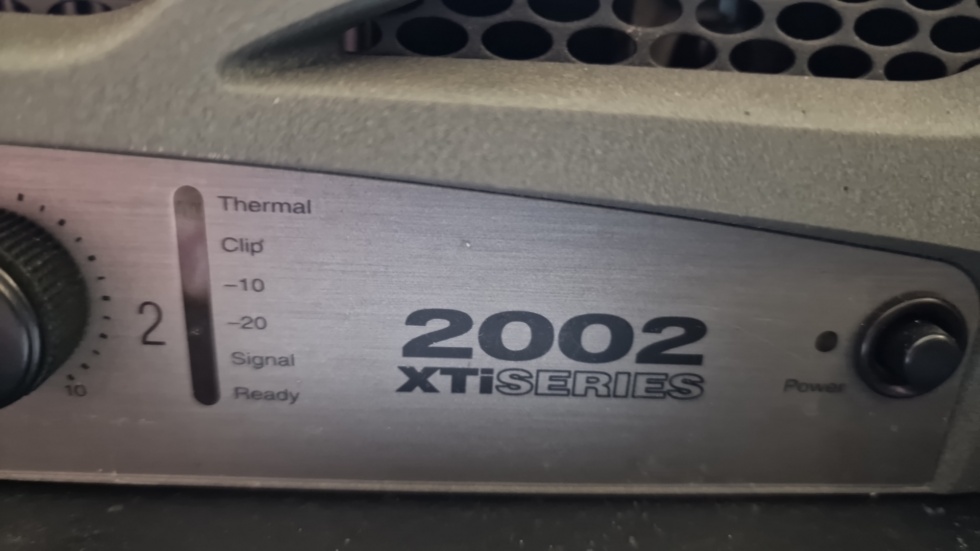 Thermal
Clip
-10
-20
Signal
Ready
2
10
2002
XTiSERIES
Power